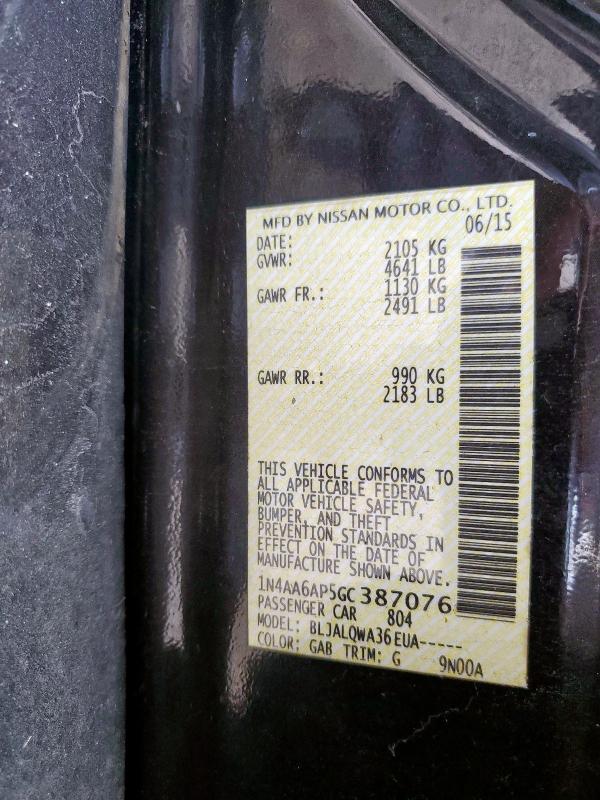 MFD BY NISSAN MOTOR CO., LTD.
DATE: 06/15
GVWR: 2105 KG
4641 LB
GAWR FR.: 1130 KG
2491 LB
GAWR RR.: 990 KG
2183 LB
THIS VEHICLE CONFORMS TO
ALL APPLICABLE FEDERAL
MOTOR VEHICLE SAFETY,
BUMPER, AND THEFT
PREVENTION STANDARDS IN
EFFECT ON THE DATE OF
MANUFACTURE SHOWN ABOVE.
1N4AA6AP5GC387076
PASSENGER CAR 804
MODEL: BLJALQWA36EUA-----
COLOR: GAB TRIM: G 9N00A